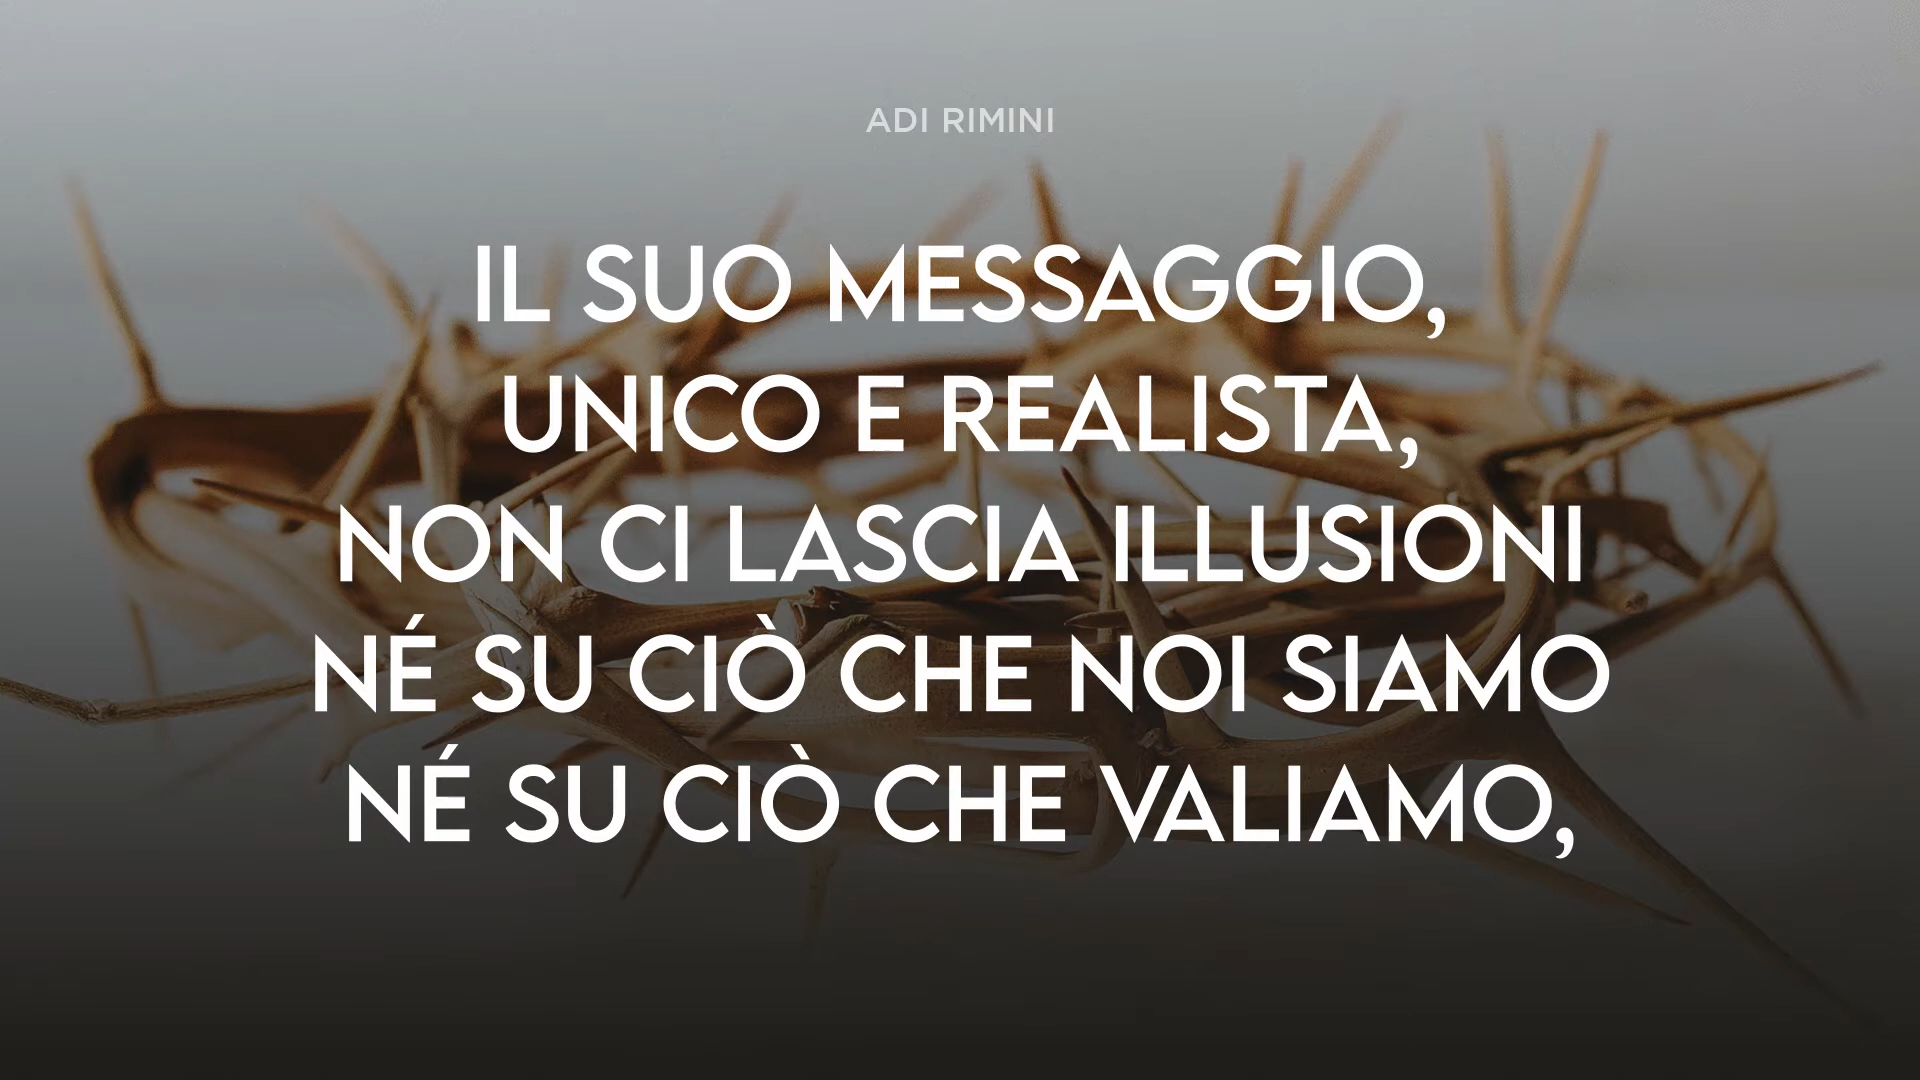 ADI RIMINI
IL SUO MESSAGGIO,
UNICO E REALISTA,
NON CI LASCIA ILLUSIONI
NÉ SU CIÒ CHE NOI SIAMO
NÉ SU CIÒ CHE VALIAMO,